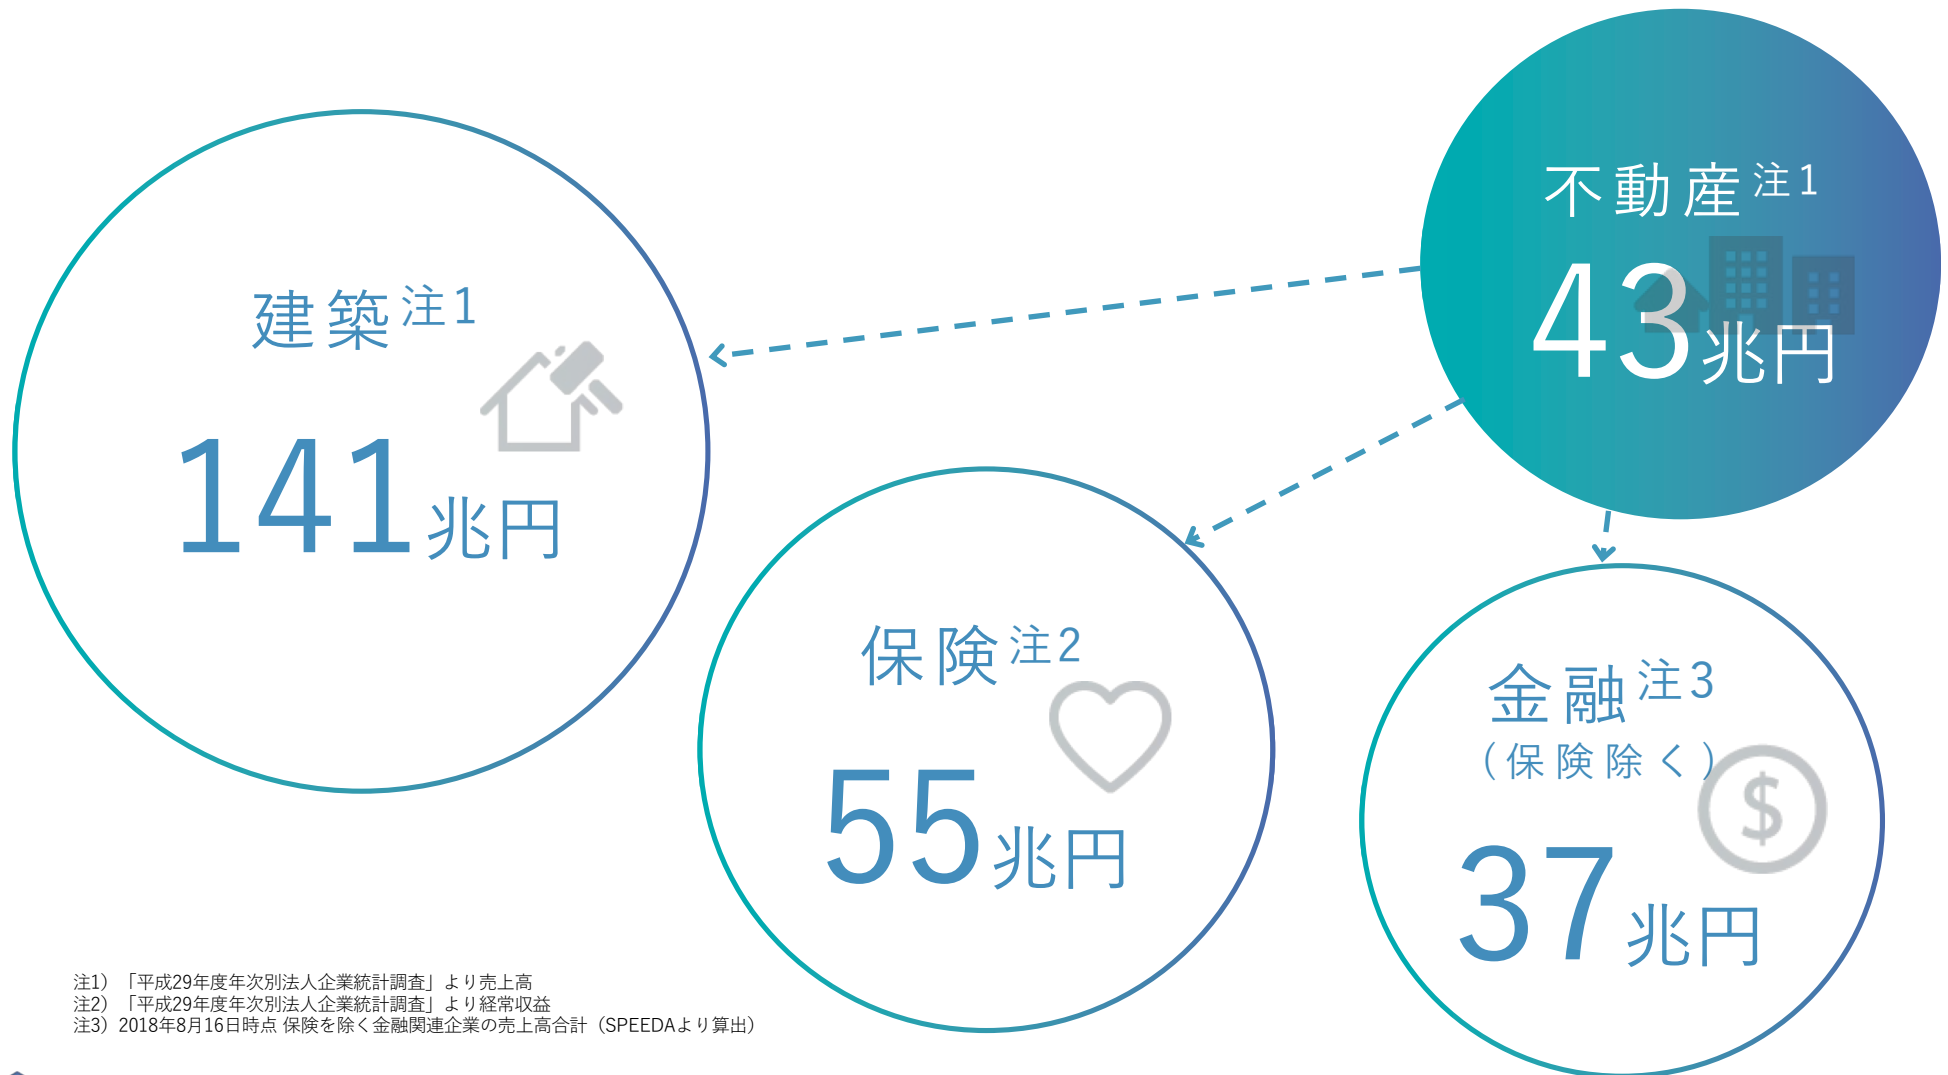 不動産注1
43兆円
建築注1
141兆円
保険注2
55兆円
金融注3
（保険除く）
37兆円
注1）「平成29年度年次別法人企業統計調査」より売上高
注2）「平成29年度年次別法人企業統計調査」より経常収益
注3）2018年8月16日時点 保険を除く金融関連企業の売上高合計（SPEEDAより算出）